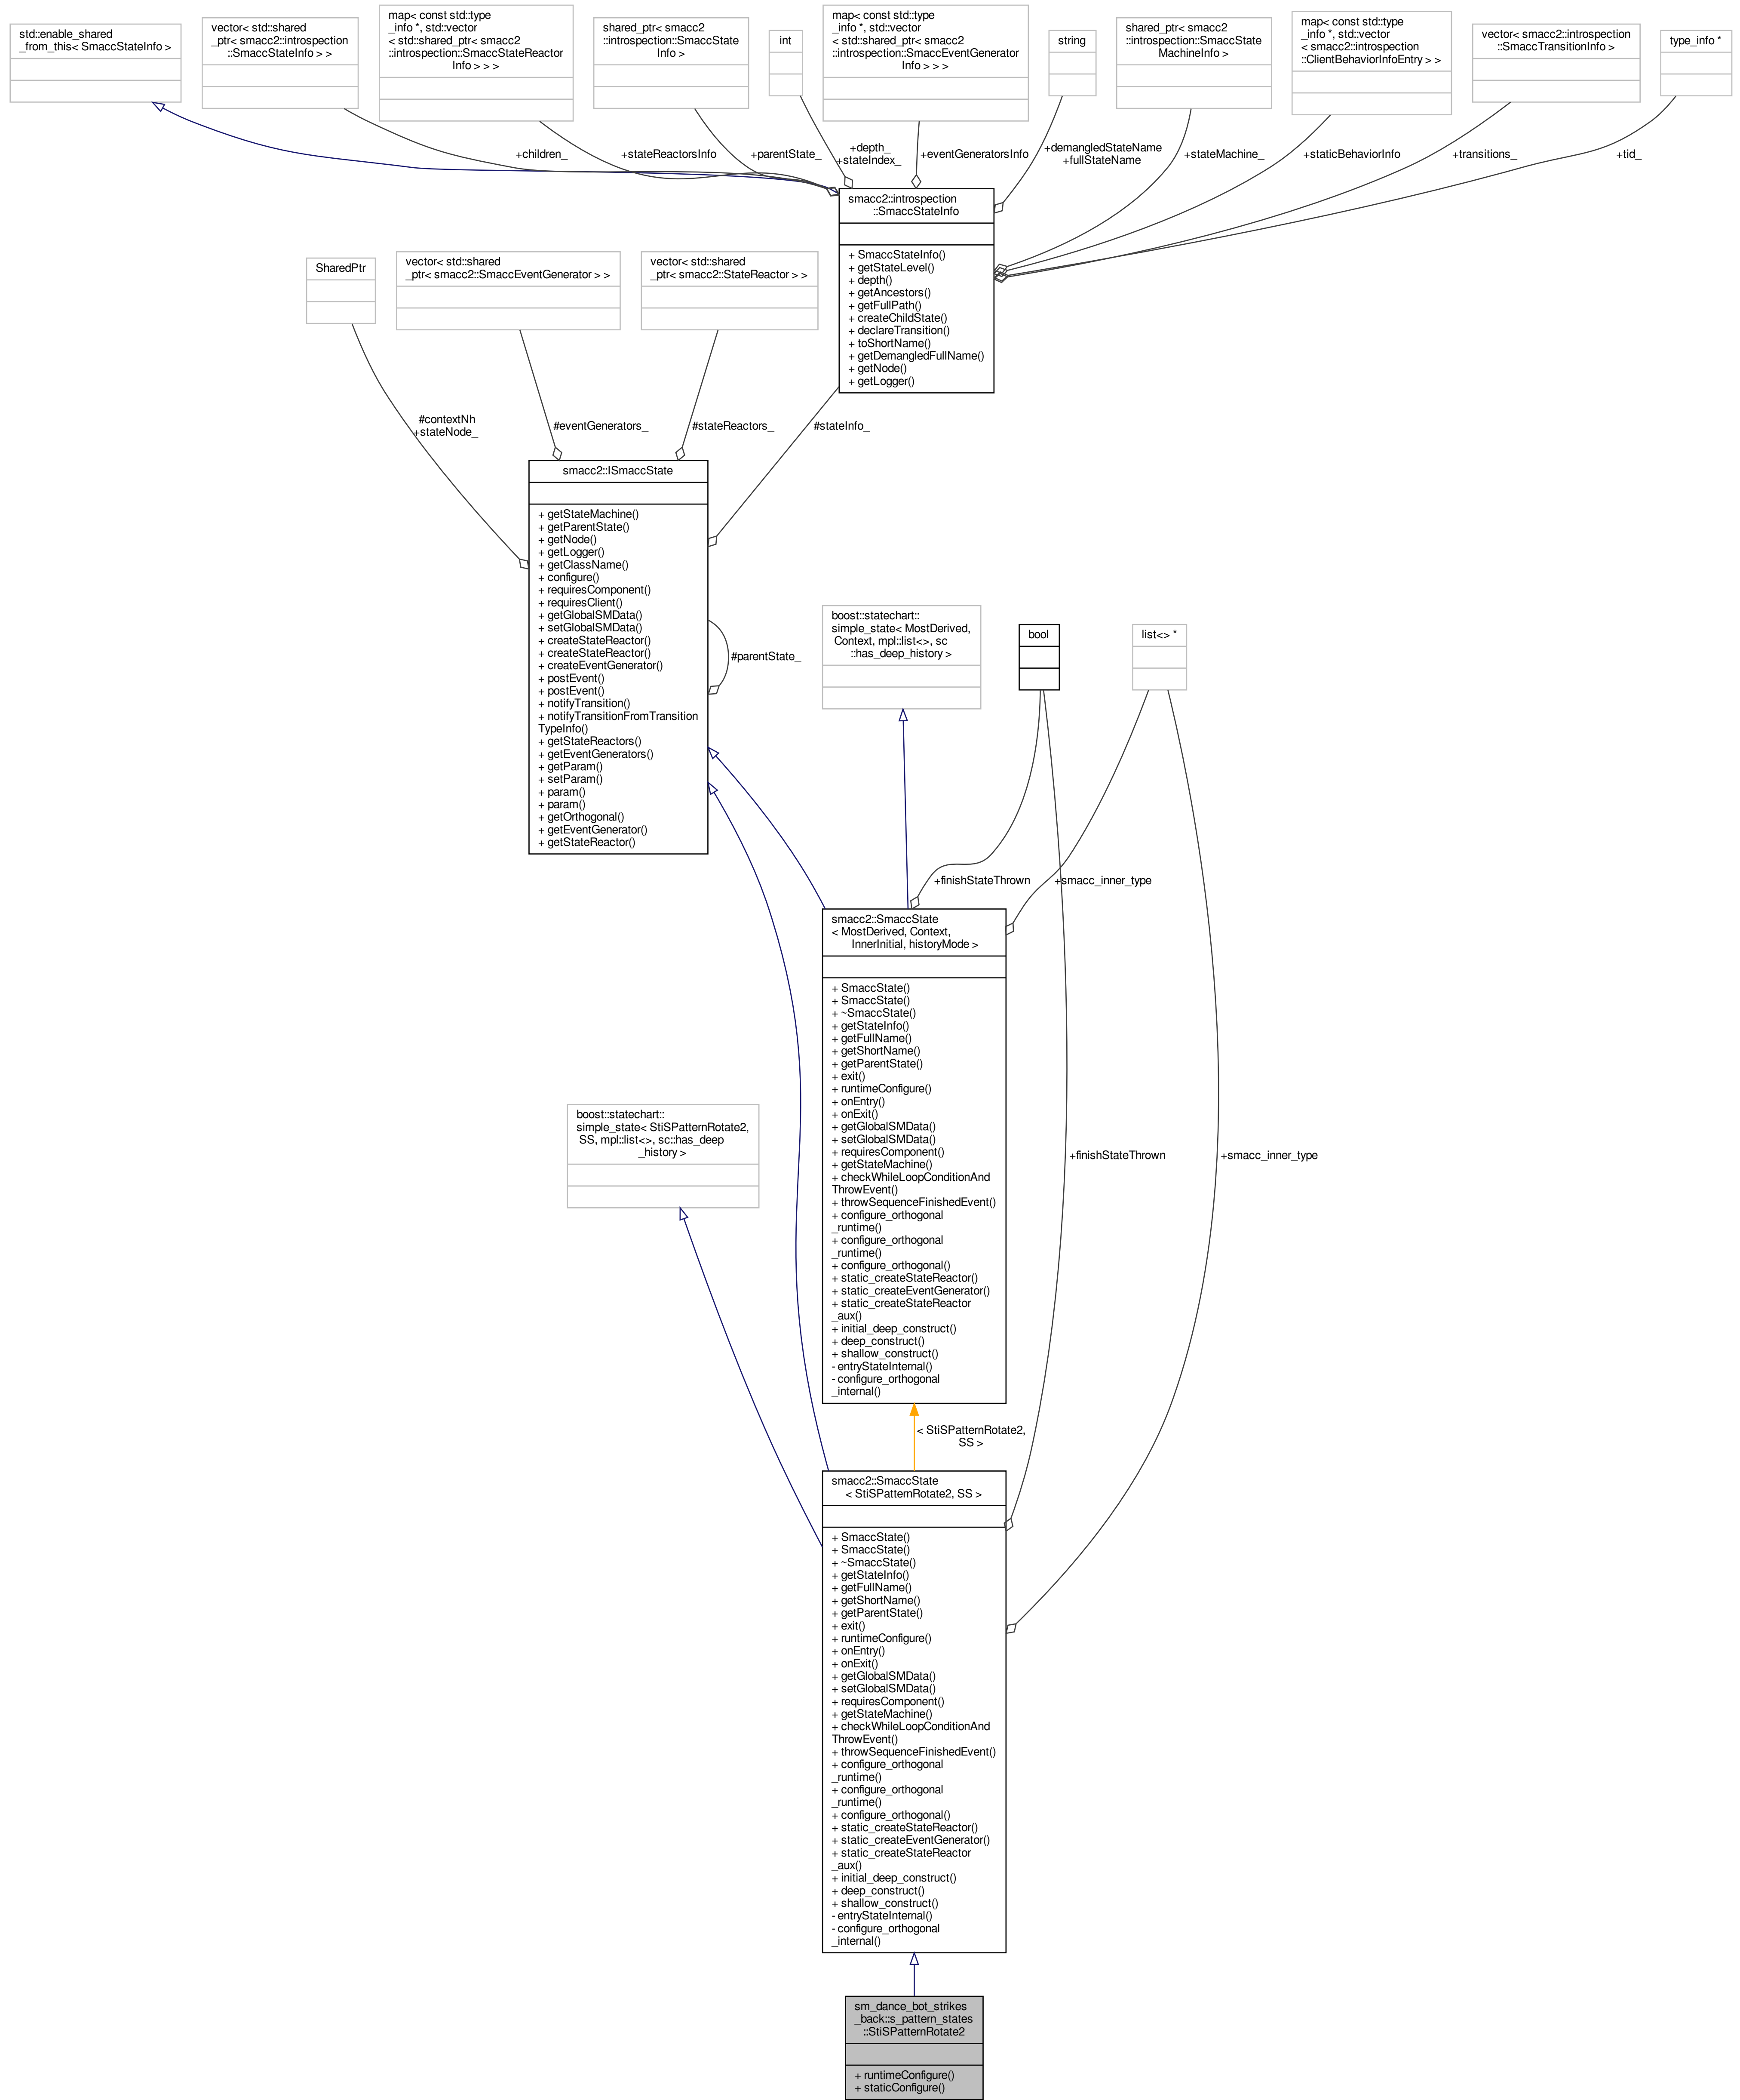 std::enable_shared
_from_this< SmaccStateInfo >
vector< std::shared
_ptr< smacc2::introspection
::SmaccStateInfo > >
map< const std::type
_info *, std::vector
< std::shared_ptr< smacc2
::introspection::SmaccStateReactor
Info > > >
shared_ptr< smacc2
::introspection::SmaccState
Info >
int
map< const std::type
_info *, std::vector
< std::shared_ptr< smacc2
::introspection::SmaccEventGenerator
Info > > >
string
shared_ptr< smacc2
::introspection::SmaccState
MachineInfo >
map< const std::type
_info *, std::vector
< smacc2::introspection
::ClientBehaviorInfoEntry > >
vector< smacc2::introspection
::SmaccTransitionInfo >
type_info *
+children_
+stateReactorsInfo
+parentState_
+depth_
+stateIndex_
+eventGeneratorsInfo
+demangledStateName
+fullStateName
+stateMachine_
+staticBehaviorInfo
+transitions_
+tid_
smacc2::introspection
::SmaccStateInfo
+ SmaccStateInfo()
+ getStateLevel()
+ depth()
+ getAncestors()
+ getFullPath()
+ createChildState()
+ declareTransition()
+ toShortName()
+ getDemangledFullName()
+ getNode()
+ getLogger()
SharedPtr
vector< std::shared
_ptr< smacc2::SmaccEventGenerator > >
vector< std::shared
_ptr< smacc2::StateReactor > >
#contextNh
+stateNode_
#eventGenerators_
#stateReactors_
#stateInfo_
smacc2::ISmaccState
+ getStateMachine()
+ getParentState()
+ getNode()
+ getLogger()
+ getClassName()
+ configure()
+ requiresComponent()
+ requiresClient()
+ getGlobalSMData()
+ setGlobalSMData()
+ createStateReactor()
+ createStateReactor()
+ createEventGenerator()
+ postEvent()
+ postEvent()
+ notifyTransition()
+ notifyTransitionFromTransition
TypeInfo()
+ getStateReactors()
+ getEventGenerators()
+ getParam()
+ setParam()
+ param()
+ param()
+ getOrthogonal()
+ getEventGenerator()
+ getStateReactor()
#parentState_
boost::statechart::
simple_state< MostDerived,
Context, mpl::list<>, sc
::has_deep_history >
bool
list<> *
+finishStateThrown
+smacc_inner_type
smacc2::SmaccState
< MostDerived, Context,
InnerInitial, historyMode >
+ SmaccState()
+ SmaccState()
+ ~SmaccState()
+ getStateInfo()
+ getFullName()
+ getShortName()
+ getParentState()
+ exit()
+ runtimeConfigure()
+ onEntry()
+ onExit()
+ getGlobalSMData()
+ setGlobalSMData()
+ requiresComponent()
+ getStateMachine()
+ checkWhileLoopConditionAnd
ThrowEvent()
+ throwSequenceFinishedEvent()
+ configure_orthogonal
_runtime()
+ configure_orthogonal
_runtime()
+ configure_orthogonal()
+ static_createStateReactor()
+ static_createEventGenerator()
+ static_createStateReactor
_aux()
+ initial_deep_construct()
+ deep_construct()
+ shallow_construct()
- entryStateInternal()
- configure_orthogonal
_internal()
boost::statechart::
simple_state< StiSPatternRotate2,
SS, mpl::list<>, sc::has_deep
_history >
+finishStateThrown
+smacc_inner_type
< StiSPatternRotate2,
SS >
smacc2::SmaccState
< StiSPatternRotate2, SS >
+ SmaccState()
+ SmaccState()
+ ~SmaccState()
+ getStateInfo()
+ getFullName()
+ getShortName()
+ getParentState()
+ exit()
+ runtimeConfigure()
+ onEntry()
+ onExit()
+ getGlobalSMData()
+ setGlobalSMData()
+ requiresComponent()
+ getStateMachine()
+ checkWhileLoopConditionAnd
ThrowEvent()
+ throwSequenceFinishedEvent()
+ configure_orthogonal
_runtime()
+ configure_orthogonal
_runtime()
+ configure_orthogonal()
+ static_createStateReactor()
+ static_createEventGenerator()
+ static_createStateReactor
_aux()
+ initial_deep_construct()
+ deep_construct()
+ shallow_construct()
- entryStateInternal()
- configure_orthogonal
_internal()
sm_dance_bot_strikes
_back::s_pattern_states
::StiSPatternRotate2
+ runtimeConfigure()
+ staticConfigure()